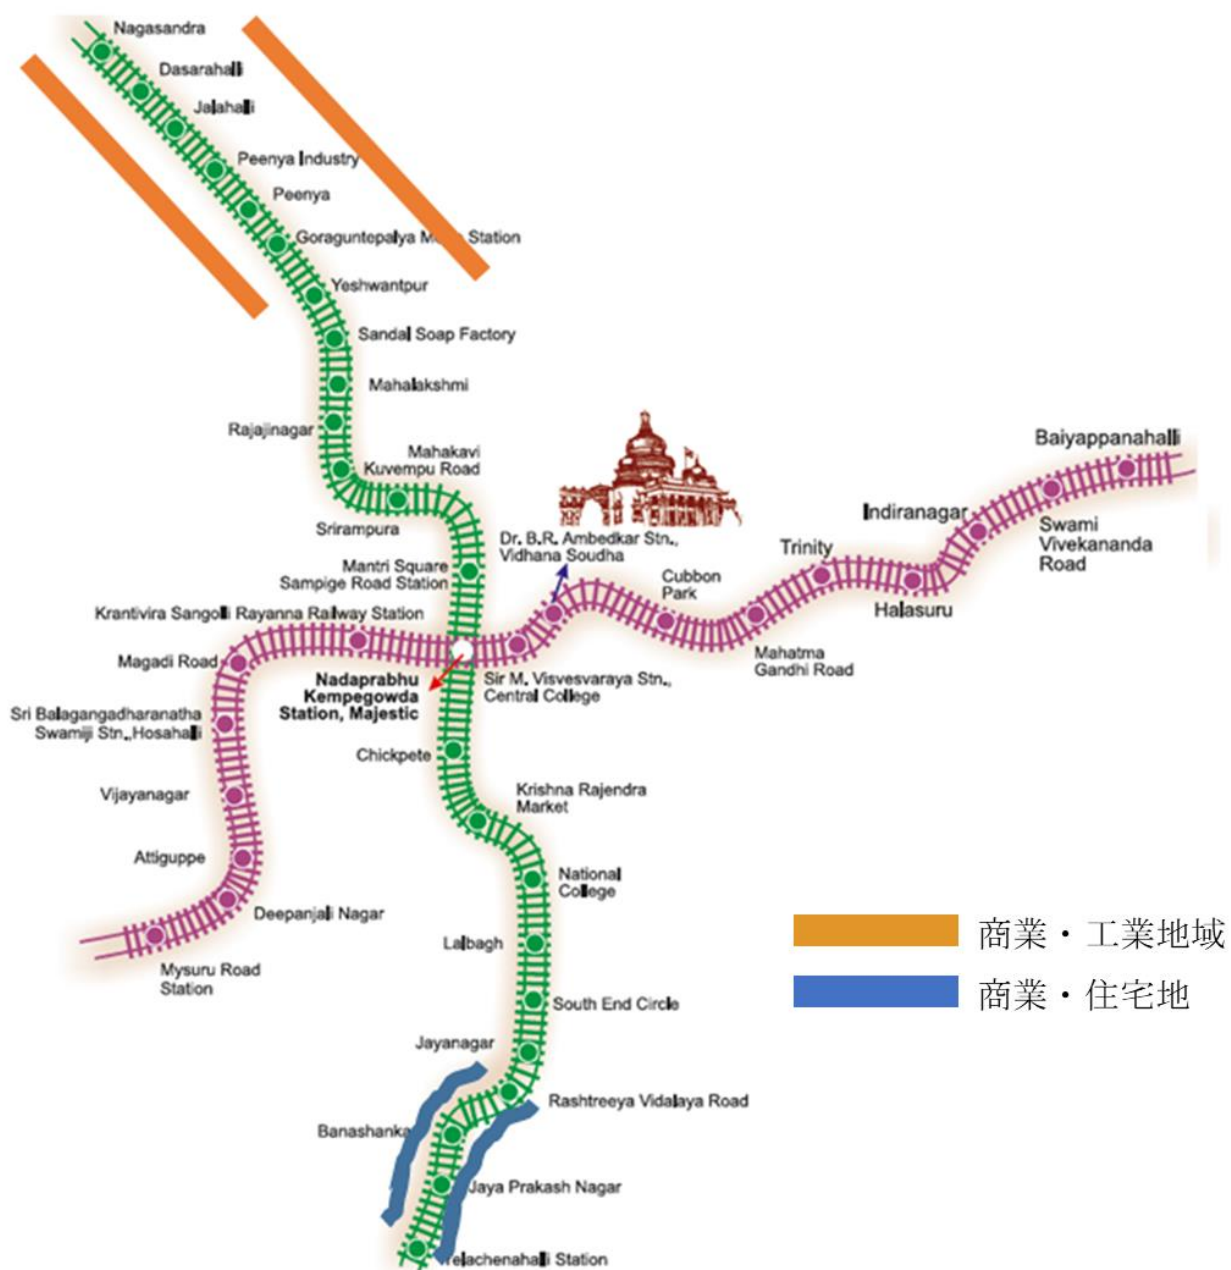 Nagasandra
Dasarahalli
Jalahalli
Peenya Industry
Peenya
Goraguntepalya Station
Yeshwantpur
Sandal Soap Factory
Mahalakshmi
Rajajinagar
Mahakavi
Kuvempu Road
Srirampura
Mantri Square
Sampige Road Station
Krantivira Sangolli Rayanna Railway Station
Magadi Road
Nadaprabhu
Kempegowda
Station, Majestic
Sri Balagangadharanatha
Swamiji Stn.,Hosahalli
Vijayanagar
Attiguppe
Deepanjali Nagar
Mysuru Road
Station
Dr. B.R. Ambedkar Stn.,
Vidhana Soudha
Sir M. Visvesvaraya Stn.,
Central College
Cubbon
Park
Mahatma
Gandhi Road
Trinity
Halasuru
Indiranagar
Swami
Vivekananda
Road
Baiyappanahalli
Chickpete
Krishna Rajendra
Market
National
College
Lalbagh
South End Circle
Jayanagar
Rashtreeya Vidalaya Road
Banashanka
Jaya Prakash Nagar
elachenahalli Station
商業・工業地域
商業・住宅地